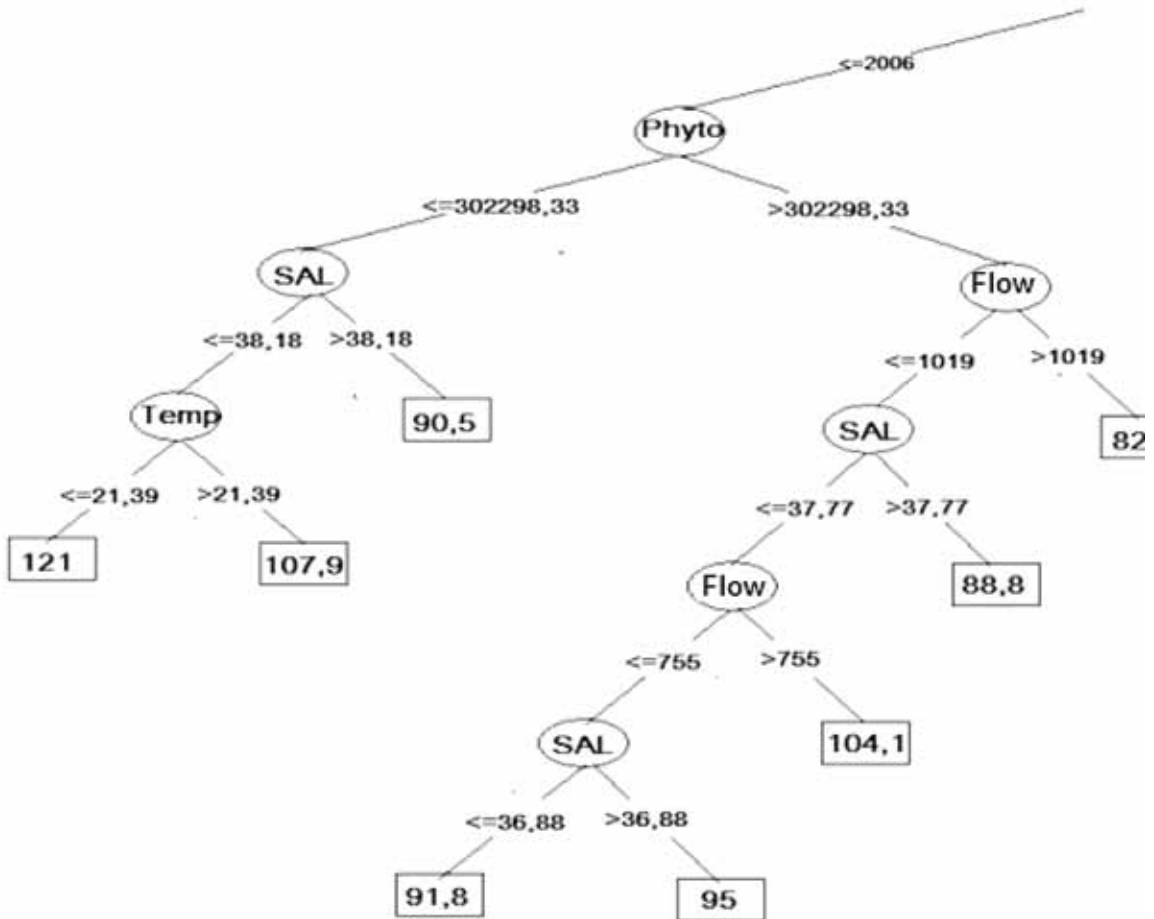 <=2006
Phyto
<=302298,33 >302298,33
SAL Flow
<=38,18 >38,18 <=1019 >1019
Temp 90,5 SAL 82
<=21,39 >21,39 <=37,77 >37,77
121 107,9 Flow 88,8
<=755 >755
SAL 104,1
<=36,88 >36,88
91,8 95